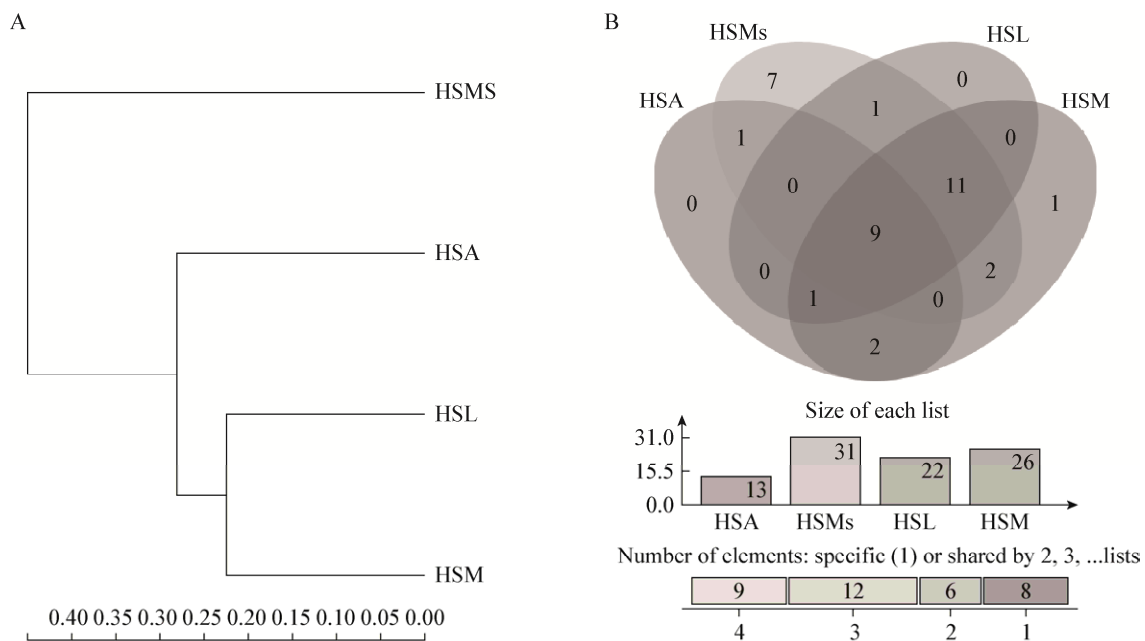 A
HSMS
HSA
HSL
HSM
0.40 0.35 0.30 0.25 0.20 0.15 0.10 0.05 0.00
B
HSMs
HSL
HSA
HSM
7
0
1
1
0
0
11
0
1
9
0
2
1
0
2
Size of each list
31.0
15.5
0.0
13
31
22
26
HSA
HSMs
HSL
HSM
Number of elements: specific (1) or shared by 2, 3, ...lists
9
12
6
8
4
3
2
1